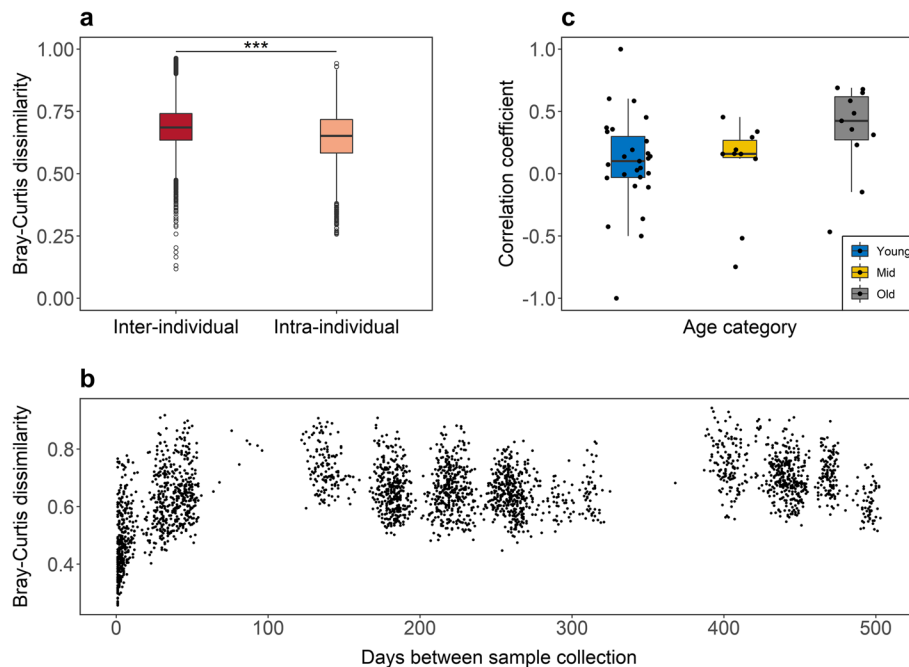 a
***
1.00
0.75
0.50
0.25
0.00
Bray-Curtis dissimilarity
Inter-individual
Intra-individual
c
1.0
0.5
0.0
-0.5
-1.0
Correlation coefficient
Young
Mid
Old
Age category
b
0.8
0.6
0.4
Bray-Curtis dissimilarity
0
100
200
300
400
500
Days between sample collection